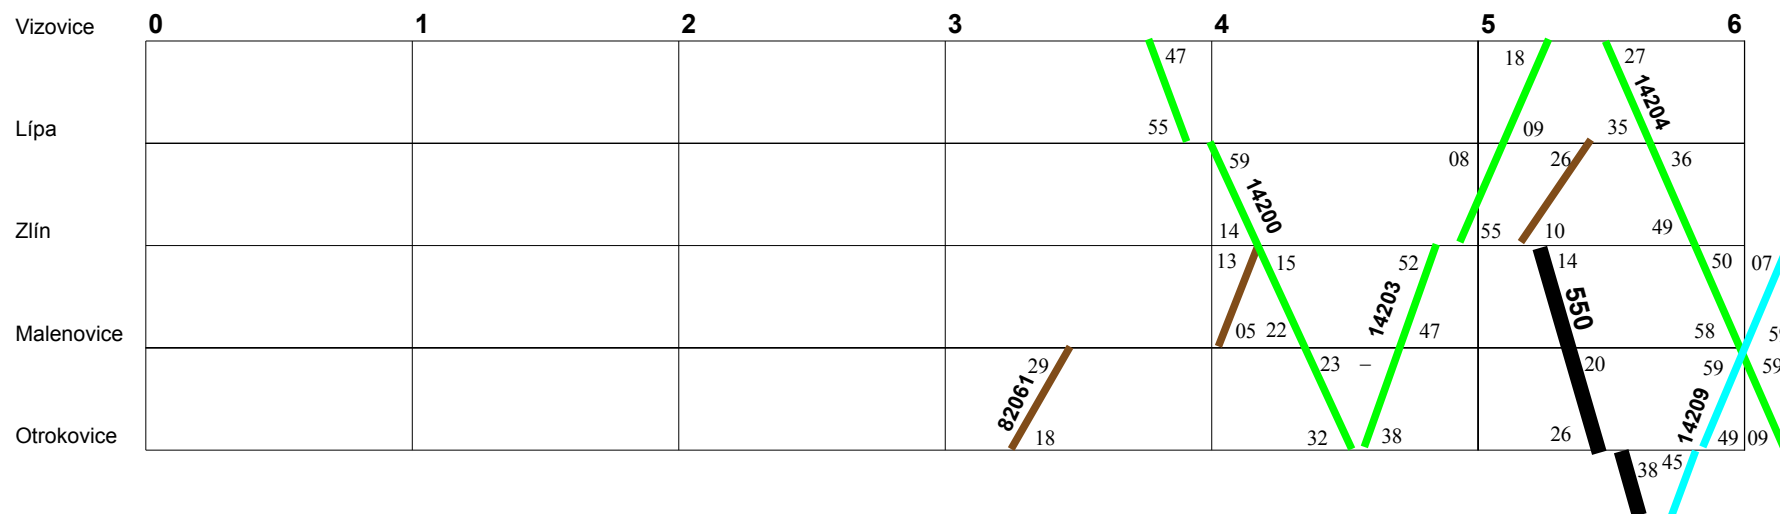 Vizovice 0 1 2 3 4 5 6
47 18 27
14204
Lípa 55 09 35
59 08 26 36
14200
Zlín 14 55 10 49
13 15 52 14 50 07
14203 550
Malenovice 05 22 47 58
29 23 – 20 59 59
82061 14209
Otrokovice 18 32 38 26 49 09
38 45